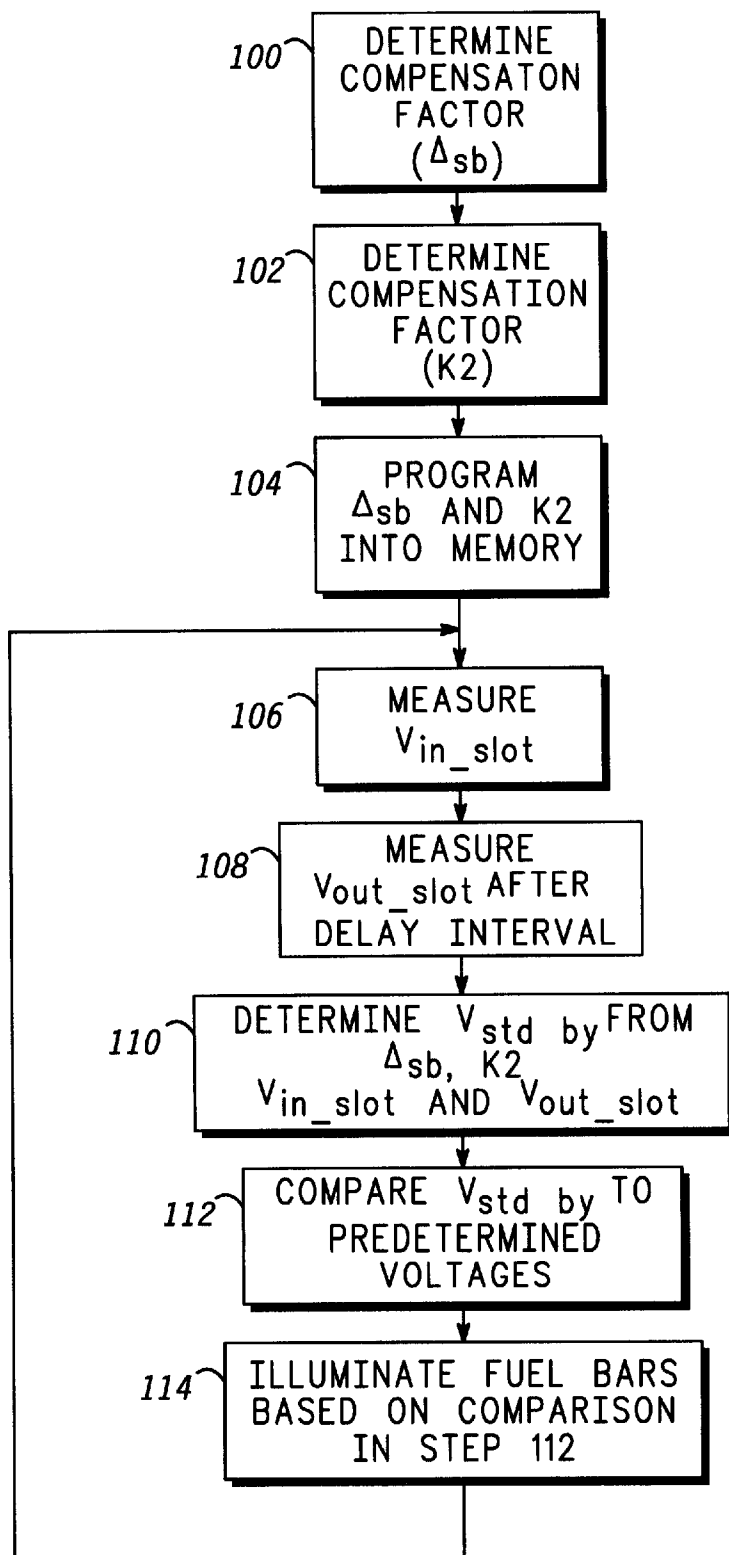 100
DETERMINE
COMPENSATON
FACTOR
(Δsb)
102
DETERMINE
COMPENSATION
FACTOR
(K2)
104
PROGRAM
Δsb AND K2
INTO MEMORY
106
MEASURE
Vin_slot
108
MEASURE
Vout_slot AFTER
DELAY INTERVAL
110
DETERMINE Vstd by FROM
Δsb, K2
Vin_slot AND Vout_slot
112
COMPARE Vstd by TO
PREDETERMINED
VOLTAGES
114
ILLUMINATE FUEL BARS
BASED ON COMPARISON
IN STEP 112